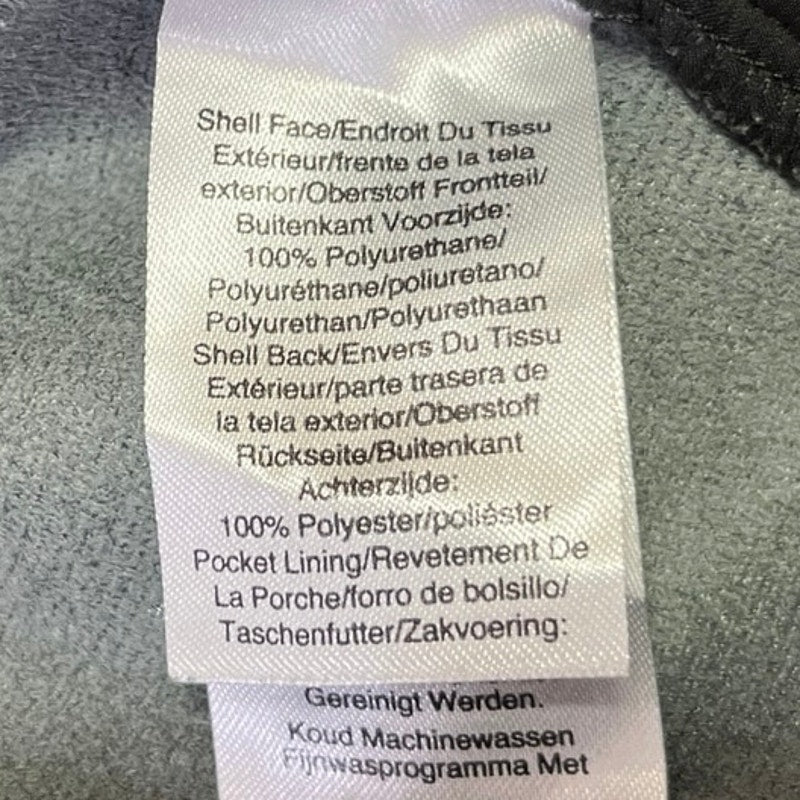 Shell Face/Endroit Du Tissu
Extérieur/frente de la tela
exterior/Oberstoff Frontteil/
Buitenkant Voorzijde:
100% Polyurethane/
Polyuréthane/poliuretano/
Polyurethan/Polyurethaan
Shell Back/Envers Du Tissu
Extérieur/parte trasera de
la tela exterior/Oberstoff
Rückseite/Buitenkant
Achterzijde:
100% Polyester/poliéster
Pocket Lining/Revetement De
La Porche/forro de bolsillo/
Taschenfutter/Zakvoering:
Gereinigt Werden.
Koud Machinewassen
Fijnwasprogramma Met